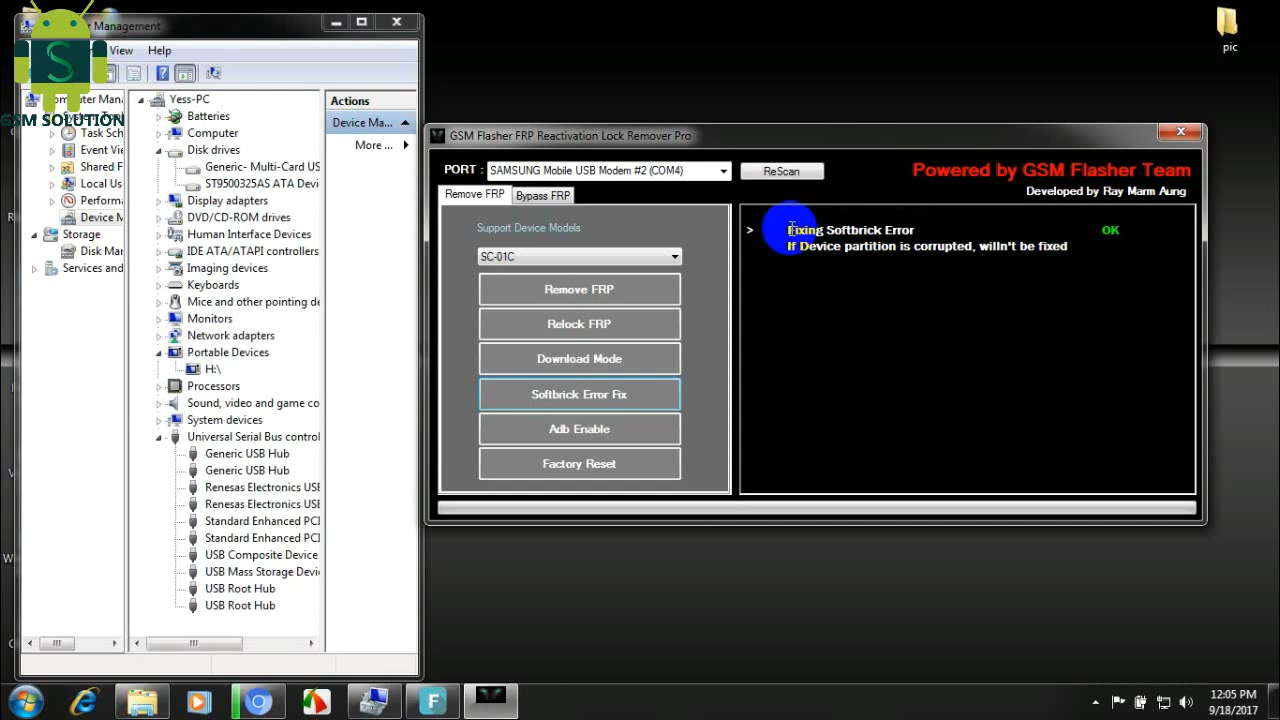 Management
View
Help
S
GSM SOLUTION
omputer Mana
System Too
Task Sch
Event Vie
Shared F
Local Us
Perform
Device M
Storage
Disk Mar
Services and
Yess-PC
Batteries
Computer
Disk drives
Generic- Multi-Card US
ST9500325AS ATA Devi
Display adapters
DVD/CD-ROM drives
Human Interface Devices
IDE ATA/ATAPI controllers
Imaging devices
Keyboards
Mice and other pointing de
Monitors
Network adapters
Portable Devices
H:\
Processors
Sound, video and game co
System devices
Universal Serial Bus control
Generic USB Hub
Generic USB Hub
Renesas Electronics USB
Renesas Electronics USB
Standard Enhanced PCI
Standard Enhanced PCI
USB Composite Device
USB Mass Storage Devi
USB Root Hub
USB Root Hub
Actions
Device Ma...
More ...
GSM Flasher FRP Reactivation Lock Remover Pro
PORT : SAMSUNG Mobile USB Modem #2 (COM4)
ReScan
Powered by GSM Flasher Team
Developed by Ray Marn Aung
Remove FRP
Bypass FRP
Support Device Models
SC-01C
Remove FRP
Relock FRP
Download Mode
Softbrick Error Fix
Adb Enable
Factory Reset
> Fixing Softbrick Error OK
If Device partition is corrupted, willn't be fixed
pic
F
12:05 PM
9/18/2017